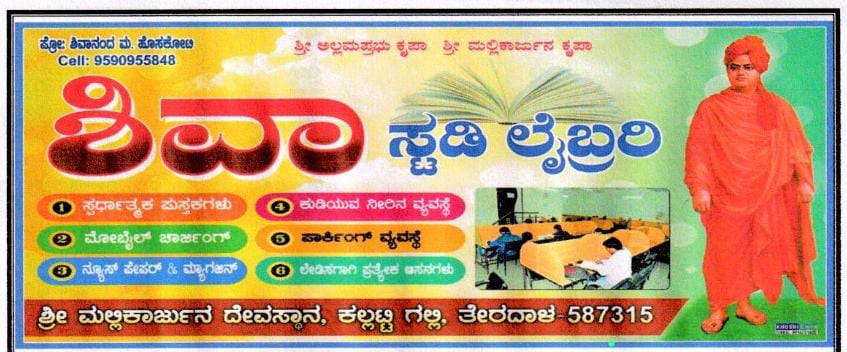 ಪ್ರೋ: ಶಿವಾನಂದ ಮ. ಹೊಸಕೋಟಿ
Cell: 9590955848
ಶ್ರೀ ಅಲ್ಲಮಪ್ರಭು ಕೃಪಾ ಶ್ರೀ ಮಲ್ಲಿಕಾರ್ಜುನ ಕೃಪಾ
ಶಿವಾ ಸ್ಟಡಿ ಲೈಬ್ರರಿ
1 ಸ್ಪರ್ಧಾತ್ಮಕ ಪುಸ್ತಕಗಳು
2 ಮೋಬೈಲ್ ಚಾರ್ಜಿಂಗ್
3 ನ್ಯೂಸ್ ಪೇಪರ್ & ಮ್ಯಾಗಜಿನ್
4 ಕುಡಿಯುವ ನೀರಿನ ವ್ಯವಸ್ಥೆ
5 ಪಾರ್ಕಿಂಗ್ ವ್ಯವಸ್ಥೆ
6 ಲೇಡಿಸಗಾಗಿ ಪ್ರತ್ಯೇಕ ಆಸನಗಳು
ಶ್ರೀ ಮಲ್ಲಿಕಾರ್ಜುನ ದೇವಸ್ಥಾನ, ಕಲ್ಲಟ್ಟಿ ಗಲ್ಲಿ, ತೇರದಾಳ-587315